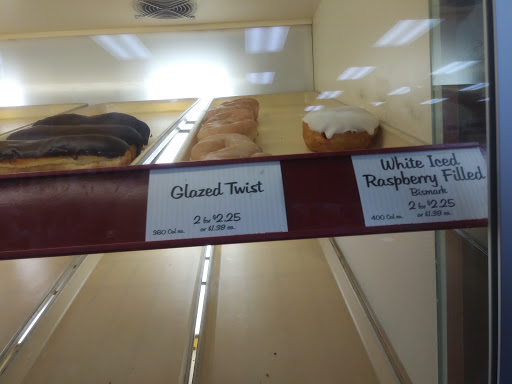 Glazed Twist
2 for $2.25
360 Cal ea. or $1.39 ea.
White Iced
Raspberry Filled
Bismark
2 for $2.25
400 Cal ea. or $1.39 ea.